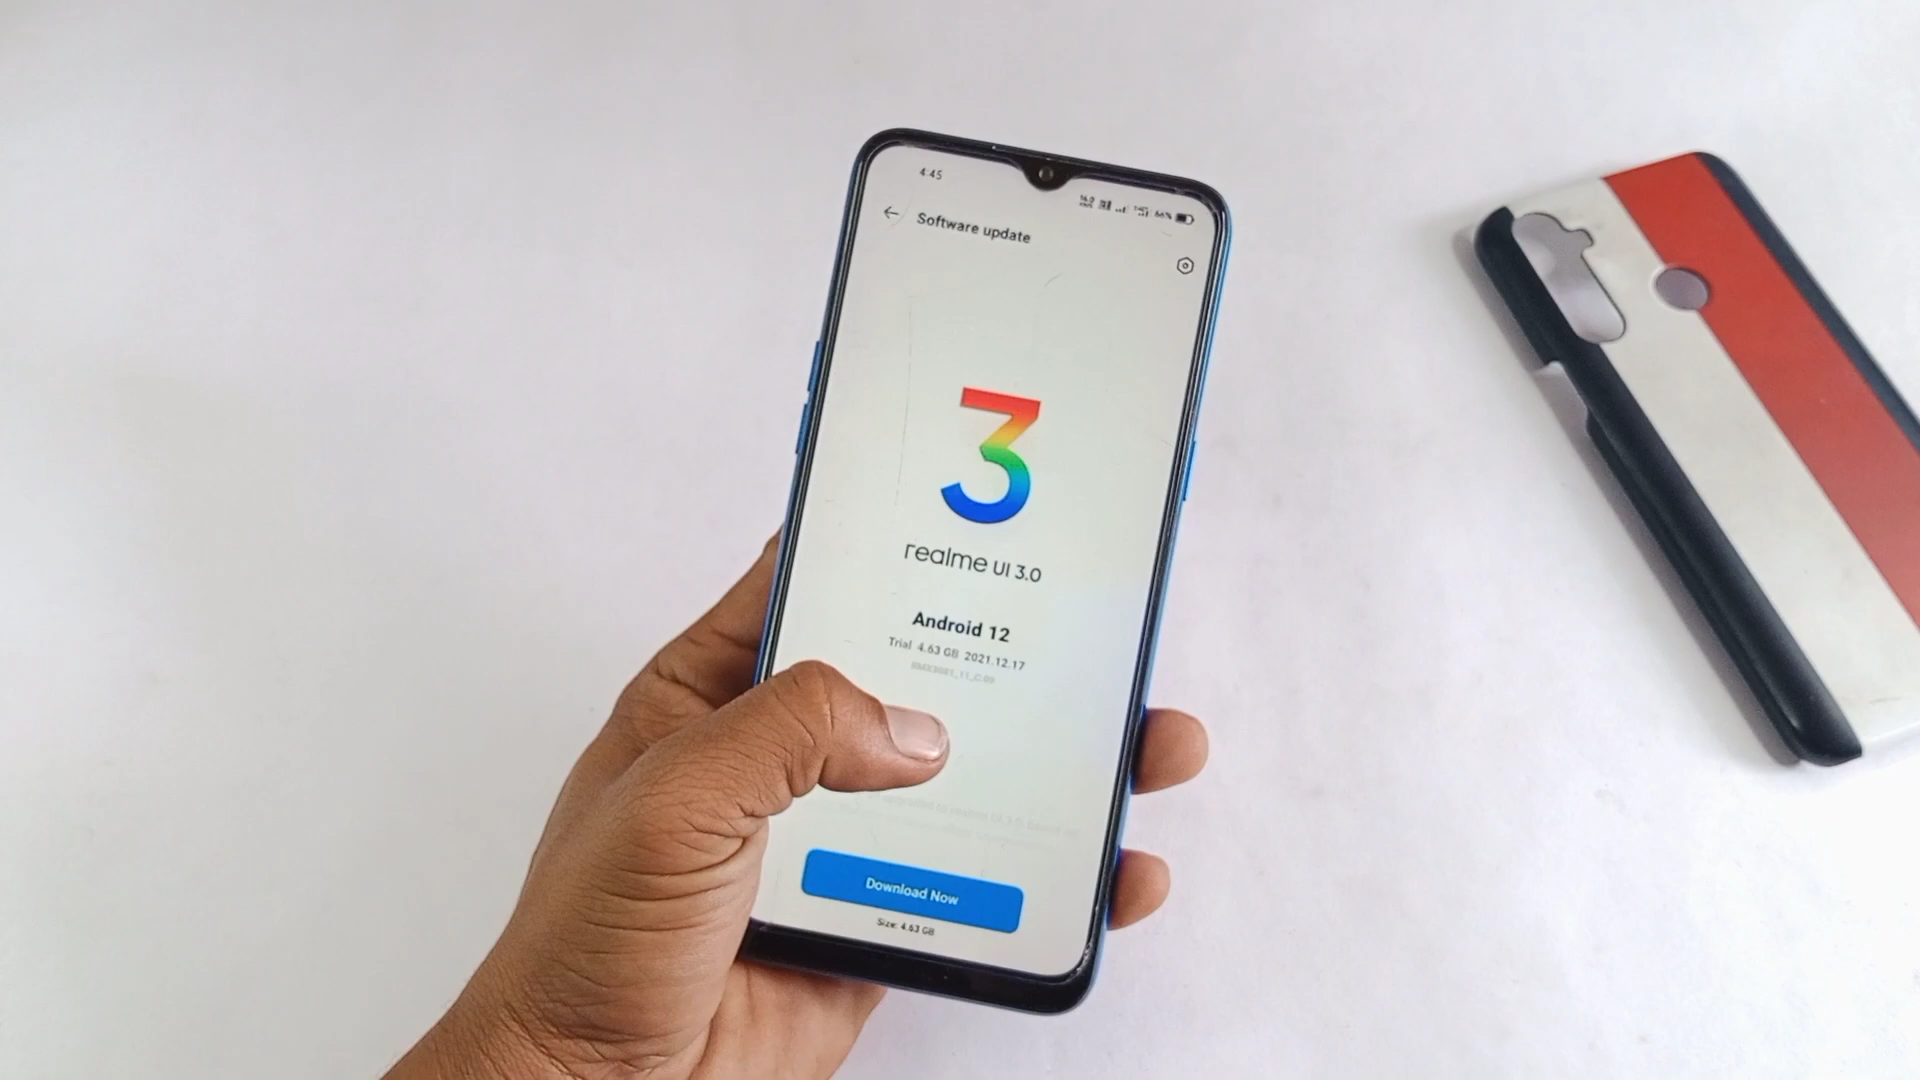 4:45
66%
Software update
3
realme UI 3.0
Android 12
Trial 4.63 GB 2021.12.17
Download Now
Size: 4.63 GB